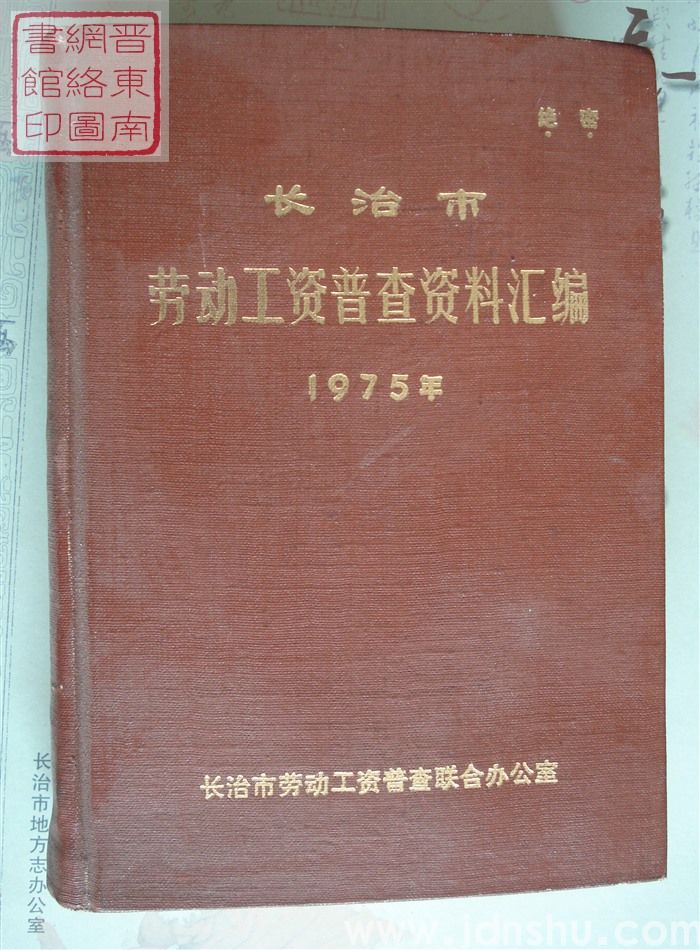 晋東南
網絡圖
書館印
绝密
长治市
劳动工资普查资料汇编
1975年
长治市劳动工资普查联合办公室
长治市地方志办公室
www.jdnshu.com